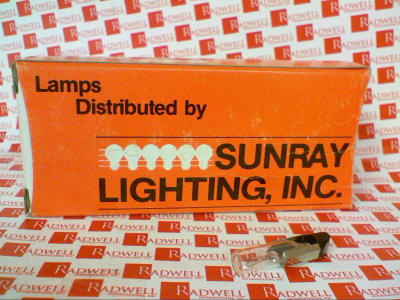 Lamps
Distributed by
SUNRAY
LIGHTING, INC.
RADWELL